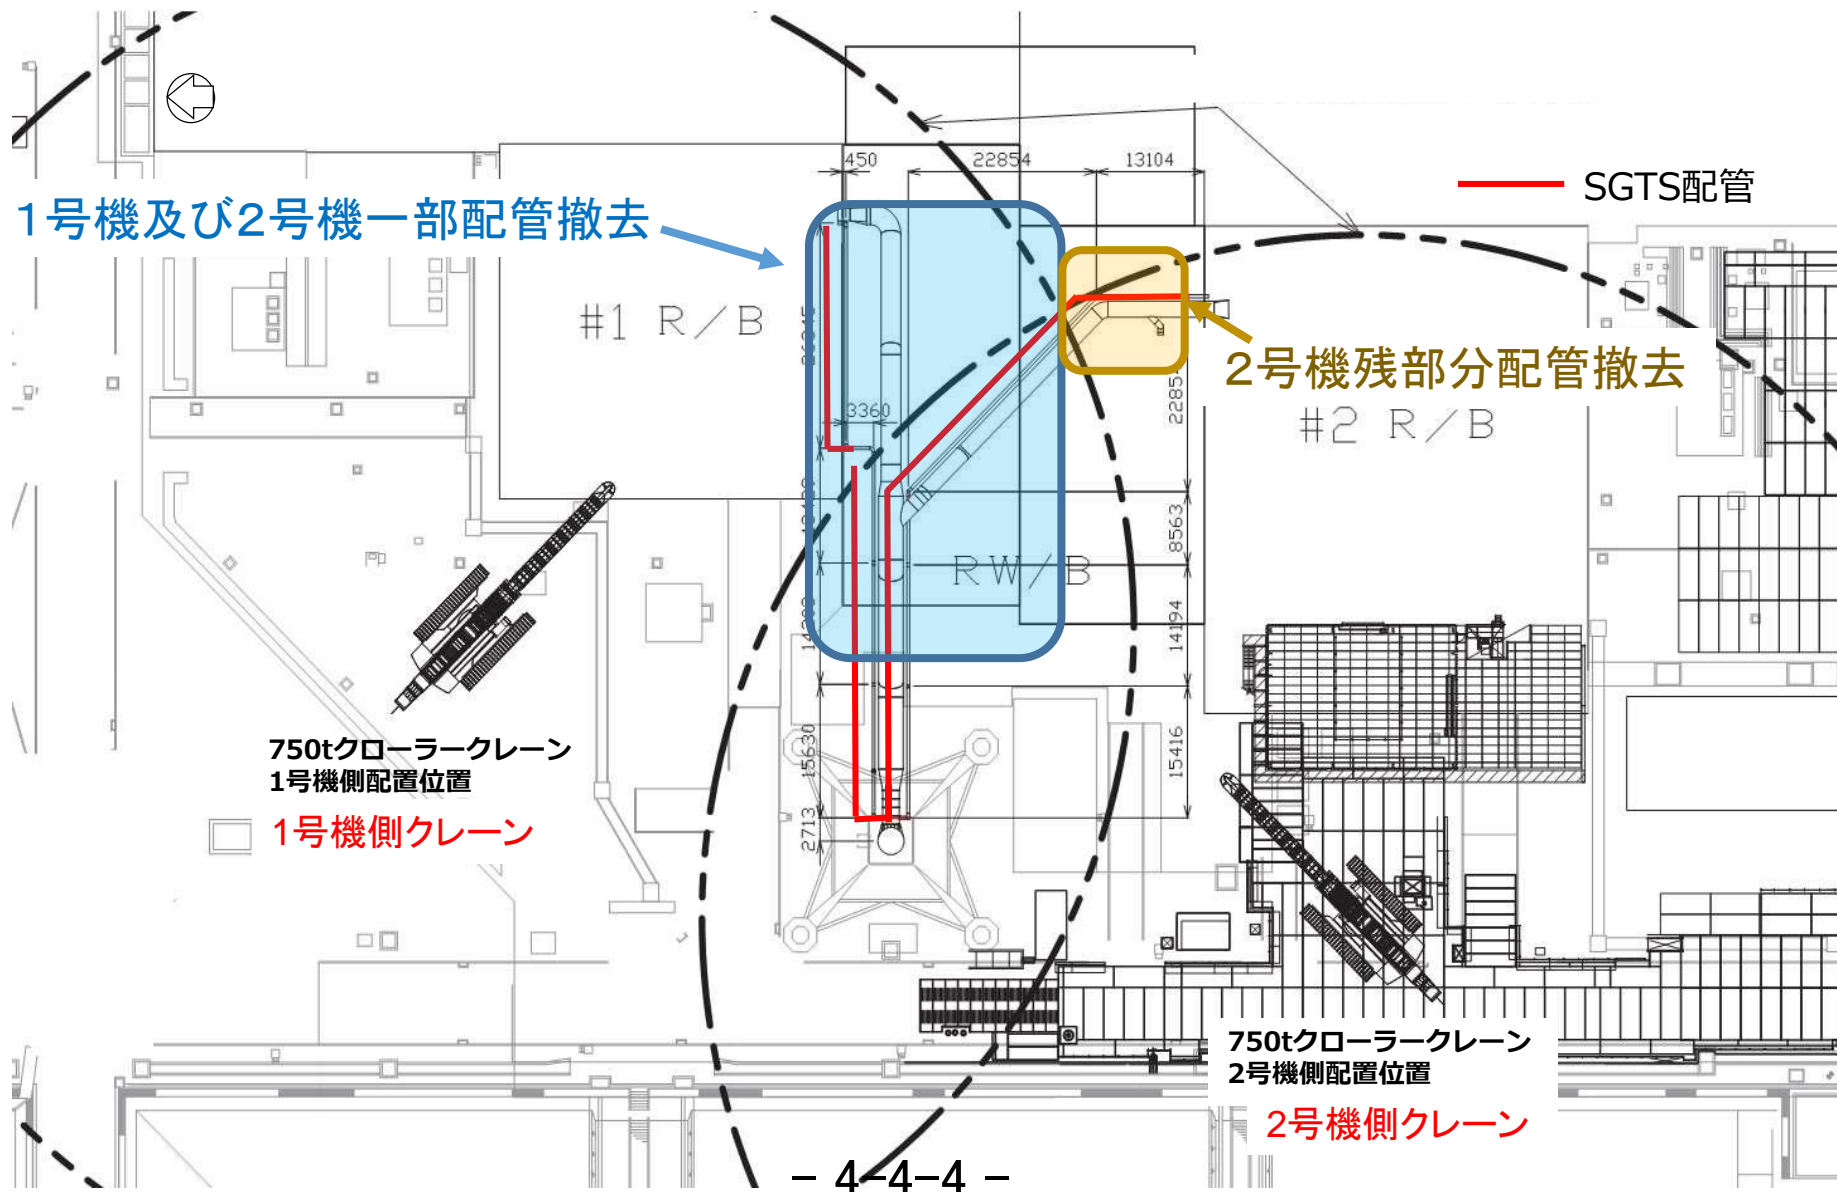 450
22854
13104
SGTS配管
1号機及び2号機一部配管撤去
#1 R/B
2号機残部分配管撤去
3360
#2 R/B
8563
RW/B
14194
750tクローラークレーン
1号機側配置位置
1号機側クレーン
15630
15416
2713
750tクローラークレーン
2号機側配置位置
2号機側クレーン
- 4-4-4 -